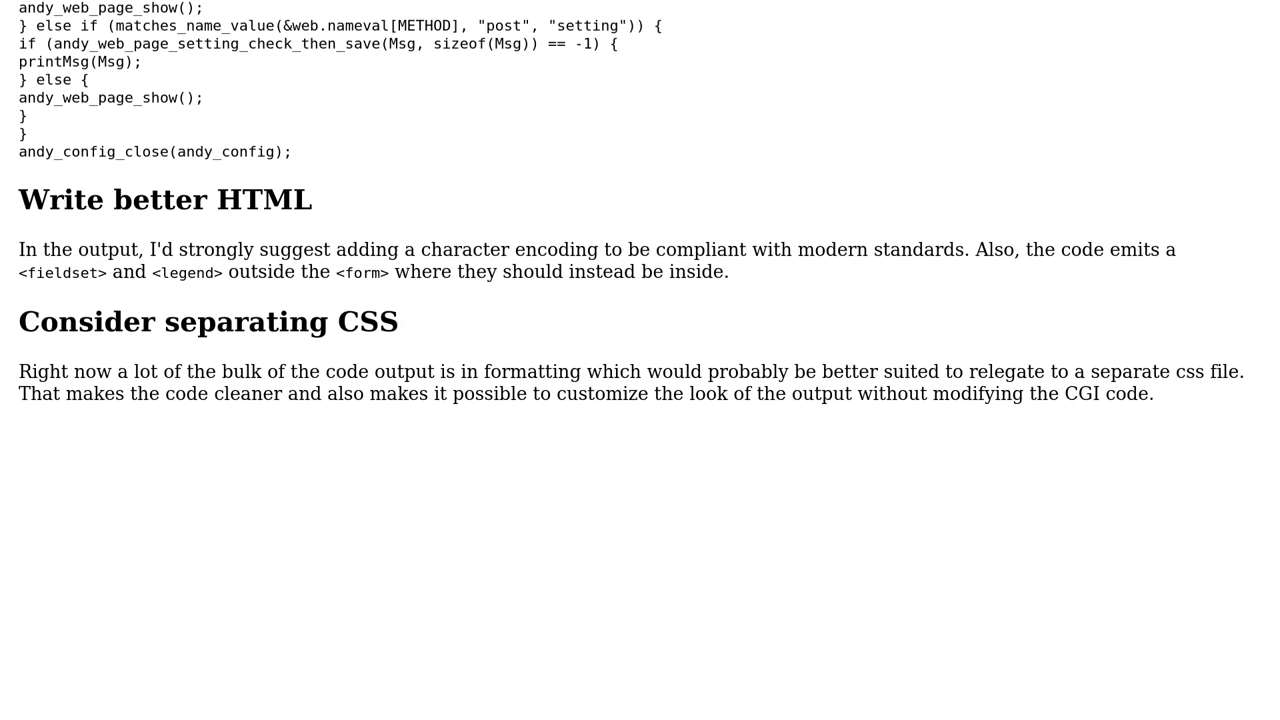 andy_web_page_show();
} else if (matches_name_value(&web.nameval[METHOD], "post", "setting")) {
if (andy_web_page_setting_check_then_save(Msg, sizeof(Msg)) == -1) {
printMsg(Msg);
} else {
andy_web_page_show();
}
}
andy_config_close(andy_config);
Write better HTML
In the output, I'd strongly suggest adding a character encoding to be compliant with modern standards. Also, the code emits a
<fieldset> and <legend> outside the <form> where they should instead be inside.
Consider separating CSS
Right now a lot of the bulk of the code output is in formatting which would probably be better suited to relegate to a separate css file.
That makes the code cleaner and also makes it possible to customize the look of the output without modifying the CGI code.